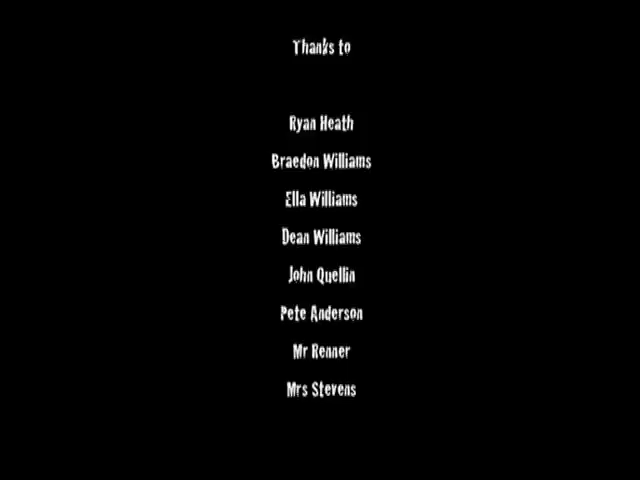 Thanks to
Ryan Heath
Braedon Williams
Ella Williams
Dean Williams
John Quellin
Pete Anderson
Mr Renner
Mrs Stevens